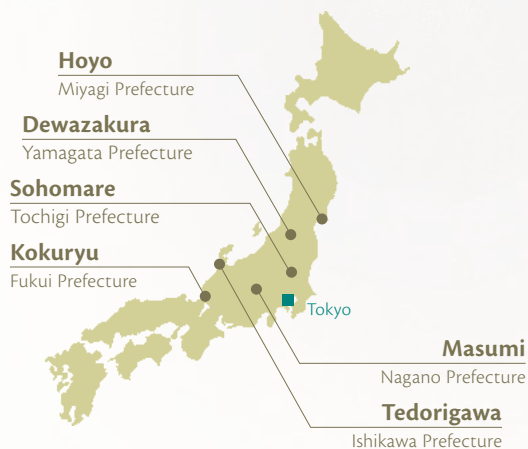 Hoyo
Miyagi Prefecture
Dewazakura
Yamagata Prefecture
Sohomare
Tochigi Prefecture
Kokuryu
Fukui Prefecture
Tokyo
Masumi
Nagano Prefecture
Tedorigawa
Ishikawa Prefecture